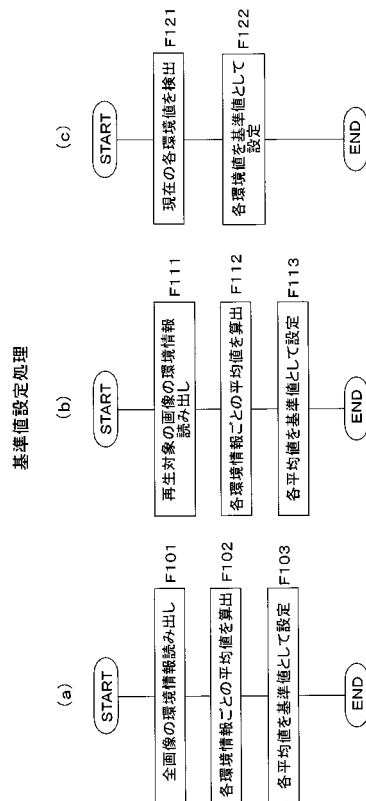 基準値設定処理
(a)
START
全画像の環境情報読み出し
F101
各環境情報ごとの平均値を算出
F102
各平均値を基準値として設定
F103
END
(b)
START
再生対象の画像の環境情報
読み出し
F111
各環境情報ごとの平均値を算出
F112
各平均値を基準値として設定
F113
END
(c)
START
現在の各環境値を検出
F121
各環境値を基準値として
設定
F122
END